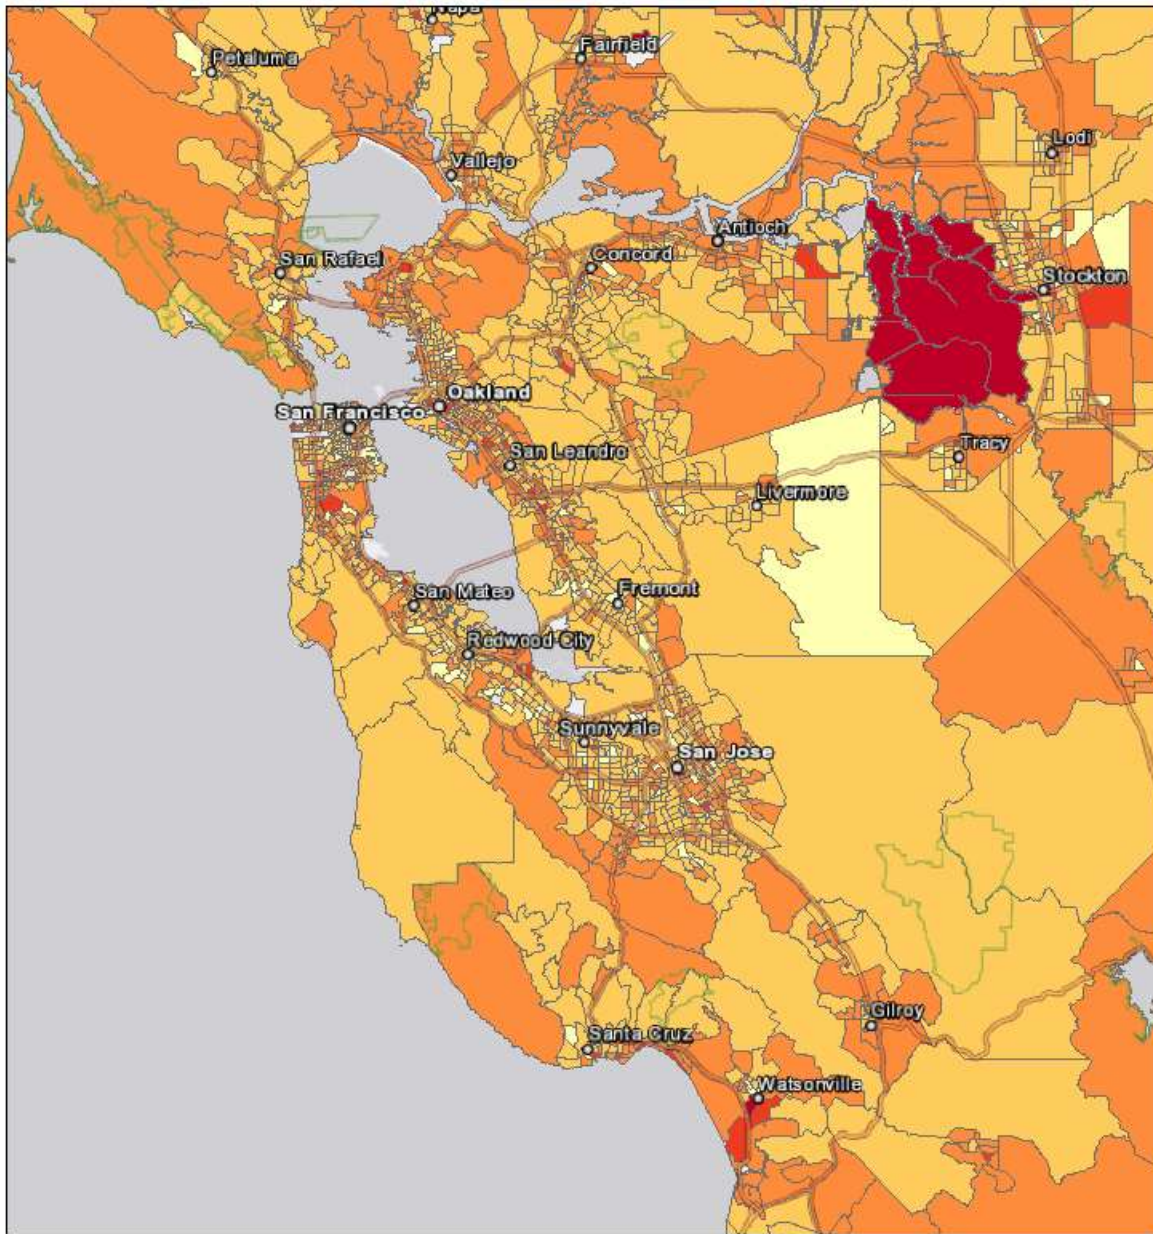 Napa
Fairfield
Petaluma
Lodi
Vallejo
Antioch
San Rafael
Concord
Stockton
Oakland
San Francisco
Tracy
San Leandro
Livermore
San Mateo
Fremont
Redwood City
Sunnyvale
San Jose
Gilroy
Santa Cruz
Watsonville